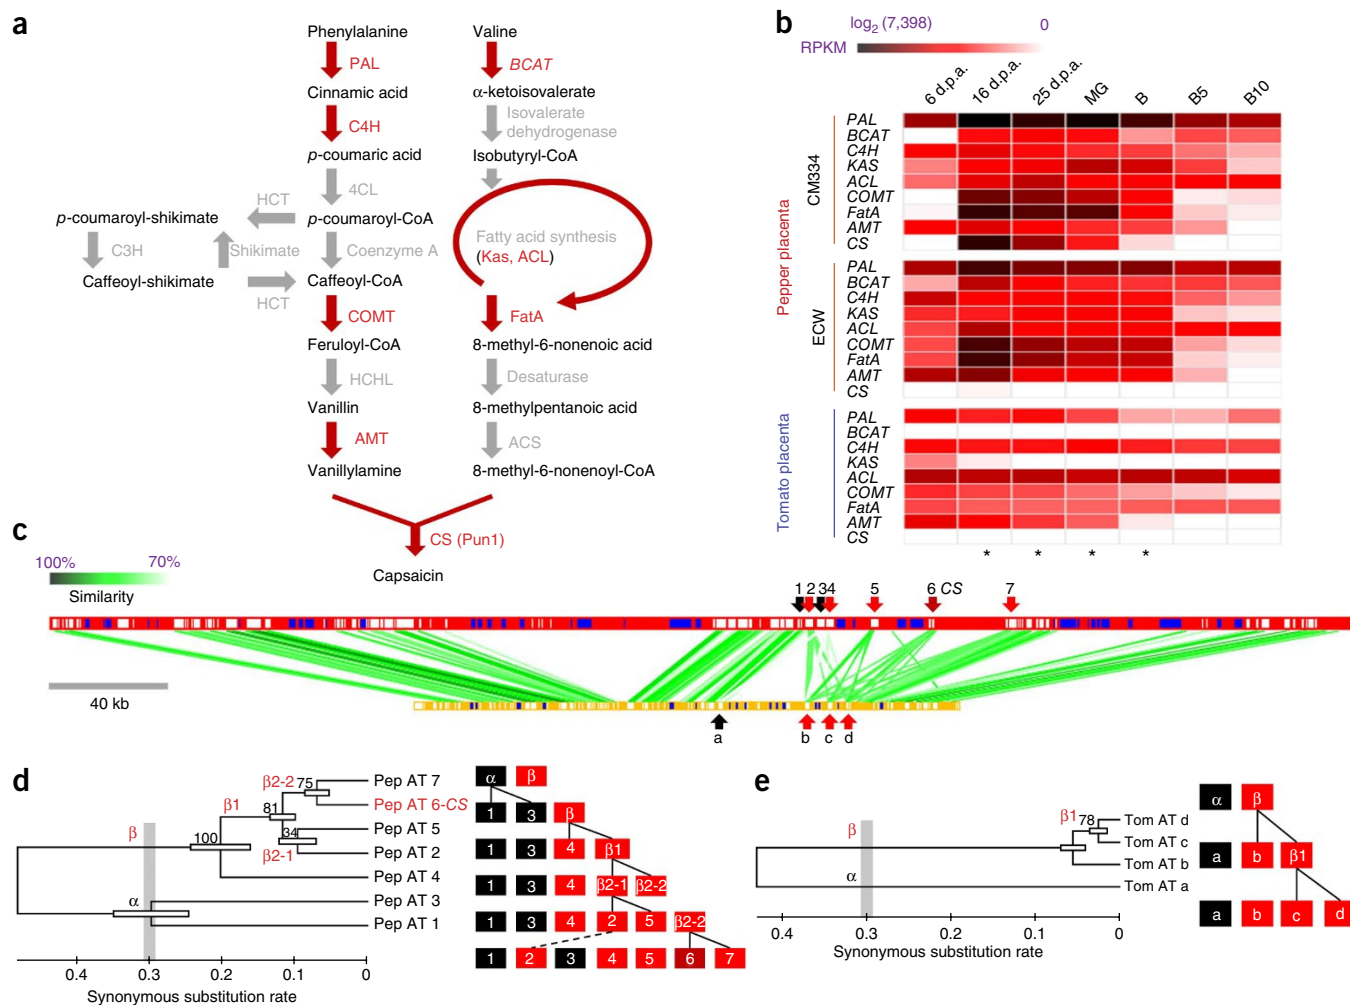 a
Phenylalanine
Valine
PAL
BCAT
Cinnamic acid
α-ketoisovalerate
C4H
Isovalerate
dehydrogenase
p-coumaric acid
Isobutyryl-CoA
4CL
HCT
p-coumaroyl-shikimate
p-coumaroyl-CoA
C3H
Shikimate
Coenzyme A
Fatty acid synthesis
(Kas, ACL)
Caffeoyl-shikimate
Caffeoyl-CoA
HCT
COMT
FatA
Feruloyl-CoA
8-methyl-6-nonenoic acid
HCHL
Desaturase
Vanillin
8-methylpentanoic acid
AMT
ACS
Vanillylamine
8-methyl-6-nonenoyl-CoA
CS (Pun1)
Capsaicin
b
log2 (7,398)
0
RPKM
6 d.p.a.
16 d.p.a.
25 d.p.a.
MG
B
B5
B10
Pepper placenta
CM334
PAL
BCAT
C4H
KAS
ACL
COMT
FatA
AMT
CS
ECW
PAL
BCAT
C4H
KAS
ACL
COMT
FatA
AMT
CS
Tomato placenta
PAL
BCAT
C4H
KAS
ACL
COMT
FatA
AMT
CS
* * * *
c
100%
70%
Similarity
1 2 3 4 5 6 CS 7
40 kb
a b c d
d
β2-2
75
Pep AT 7
β1
81
Pep AT 6-CS
β
100
34
Pep AT 5
β2-1
Pep AT 2
Pep AT 4
α
Pep AT 3
Pep AT 1
0.4 0.3 0.2 0.1 0
Synonymous substitution rate
α β
1 3 β
1 3 4 β1
1 3 4 β2-1 β2-2
1 3 4 2 5 β2-2
1 2 3 4 5 6 7
e
β
β1
78
Tom AT d
Tom AT c
Tom AT b
α
Tom AT a
0.4 0.3 0.2 0.1 0
Synonymous substitution rate
α β
a b β1
a b c d